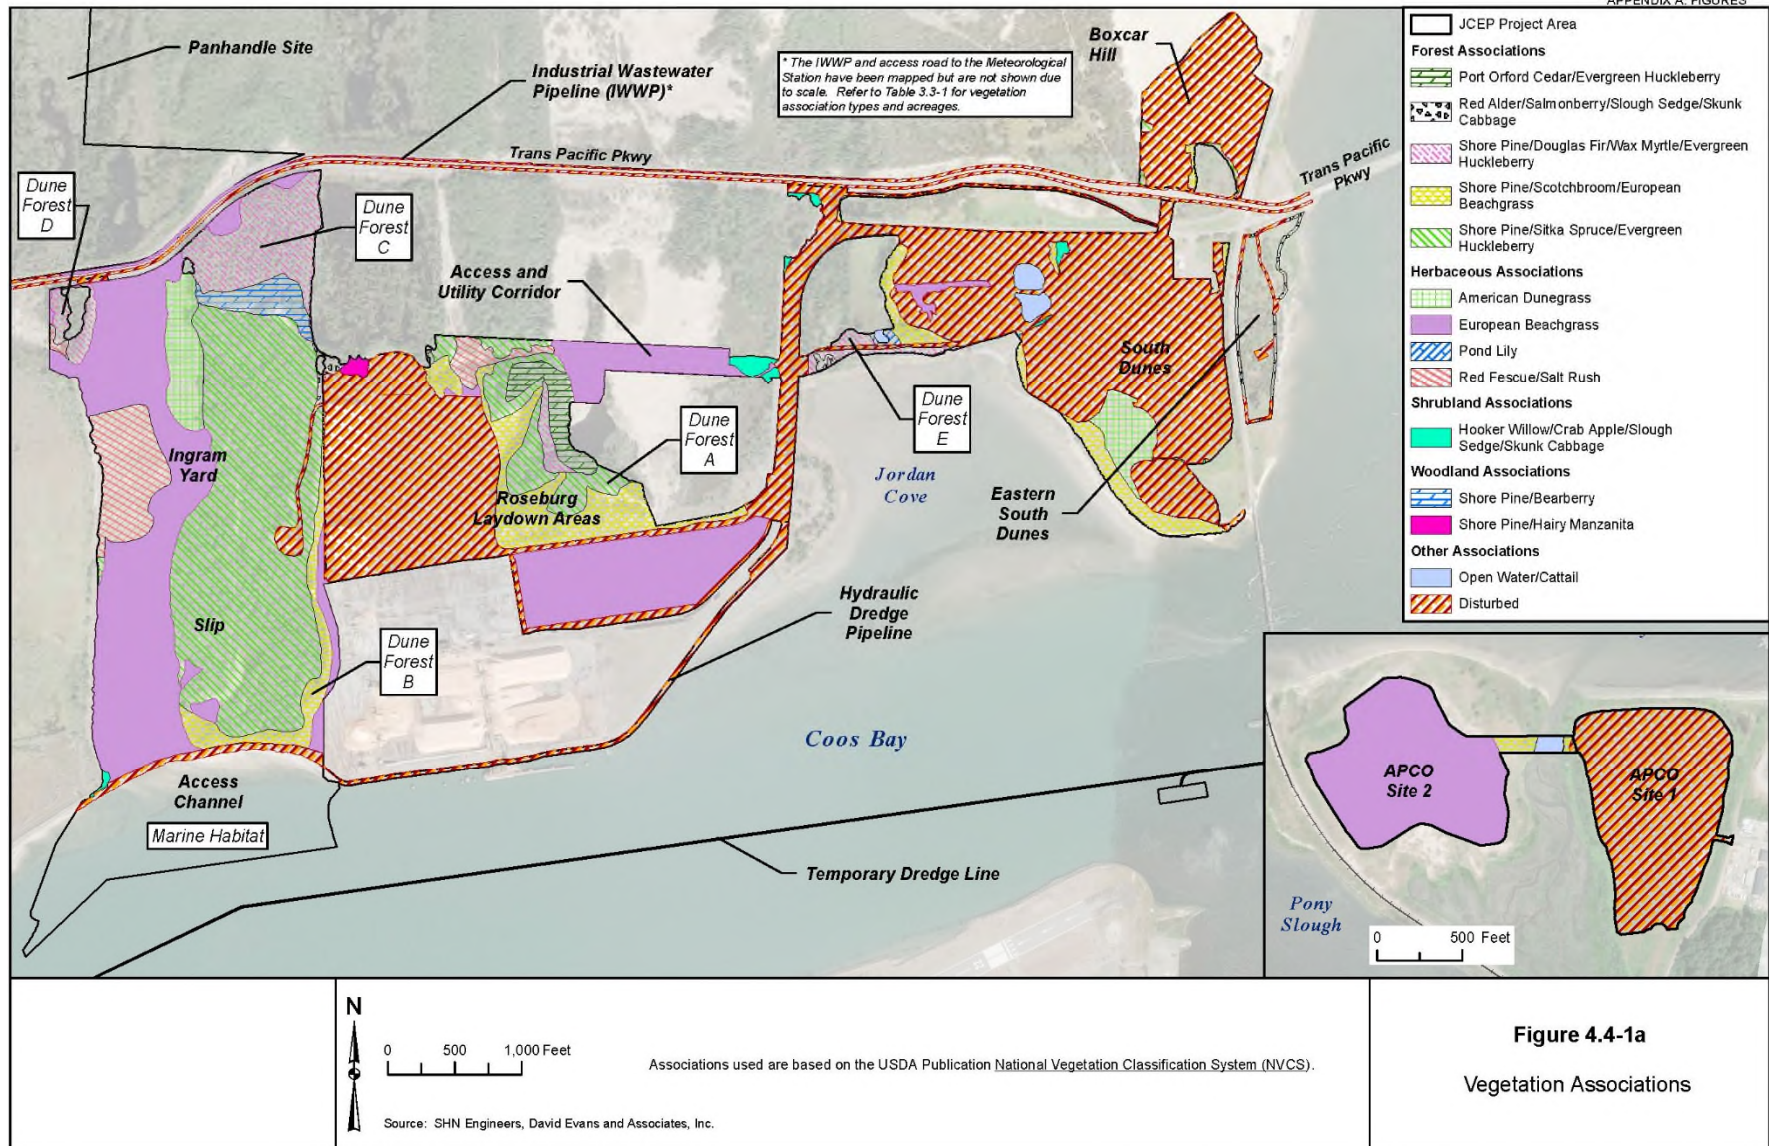 APPENDIX A: FIGURES
Panhandle Site
Industrial Wastewater
Pipeline (IWWP)*
* The IWWP and access road to the Meteorological
Station have been mapped but are not shown due
to scale. Refer to Table 3.3-1 for vegetation
association types and acreages.
Boxcar
Hill
Trans Pacific Pkwy
Trans Pacific
Pkwy
Dune
Forest
D
Dune
Forest
C
Access and
Utility Corridor
South
Dunes
Dune
Forest
E
Dune
Forest
A
Ingram
Yard
Roseburg
Laydown Areas
Jordan
Cove
Eastern
South
Dunes
Slip
Hydraulic
Dredge
Pipeline
Dune
Forest
B
Coos Bay
Access
Channel
Marine Habitat
Temporary Dredge Line
JCEP Project Area
Forest Associations
Port Orford Cedar/Evergreen Huckleberry
Red Alder/Salmonberry/Slough Sedge/Skunk
Cabbage
Shore Pine/Douglas Fir/Wax Myrtle/Evergreen
Huckleberry
Shore Pine/Scotchbroom/European
Beachgrass
Shore Pine/Sitka Spruce/Evergreen
Huckleberry
Herbaceous Associations
American Dunegrass
European Beachgrass
Pond Lily
Red Fescue/Salt Rush
Shrubland Associations
Hooker Willow/Crab Apple/Slough
Sedge/Skunk Cabbage
Woodland Associations
Shore Pine/Bearberry
Shore Pine/Hairy Manzanita
Other Associations
Open Water/Cattail
Disturbed
APCO
Site 2
APCO
Site 1
Pony
Slough
0 500 Feet
N
0 500 1,000 Feet
Associations used are based on the USDA Publication National Vegetation Classification System (NVCS).
Source: SHN Engineers, David Evans and Associates, Inc.
Figure 4.4-1a
Vegetation Associations